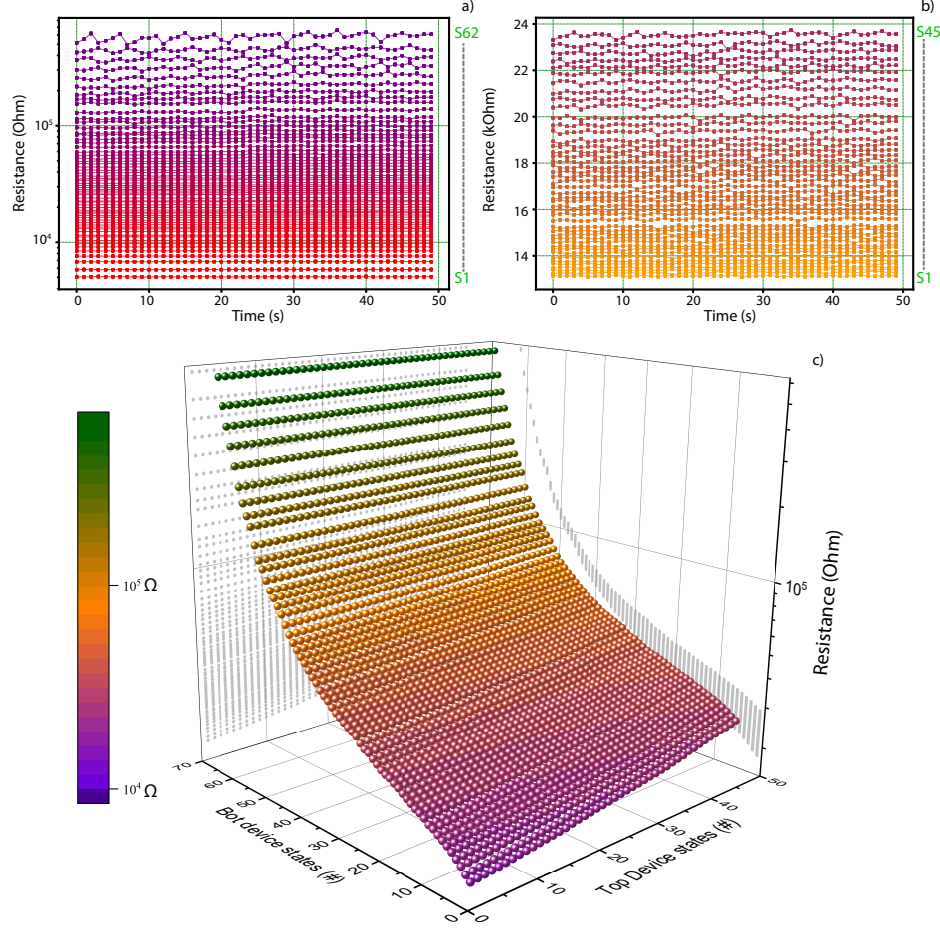 a)
S62
10⁵
10⁴
S1
Resistance (Ohm)
0 10 20 30 40 50
Time (s)
b)
24
22
20
18
16
14
S45
S1
Resistance (kOhm)
0 10 20 30 40 50
Time (s)
c)
10⁵ Ω
10⁴ Ω
10⁵
Resistance (Ohm)
70 60 50 40 30 20 10 0
Bot device states (#)
0 10 20 30 40 50
Top Device states (#)